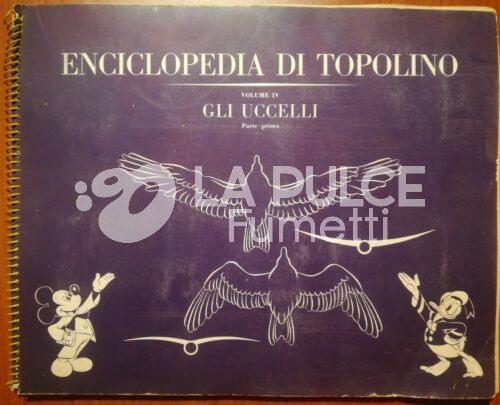 ENCICLOPEDIA DI TOPOLINO
VOLUME IV
GLI UCCELLI
Parte prima
LA PULCE
Fumetti